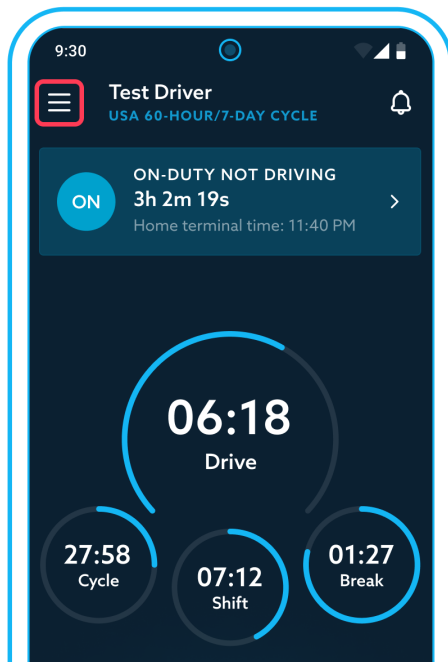 9:30
Test Driver
USA 60-HOUR/7-DAY CYCLE
ON
ON-DUTY NOT DRIVING
3h 2m 19s
Home terminal time: 11:40 PM
06:18
Drive
27:58
Cycle
07:12
Shift
01:27
Break